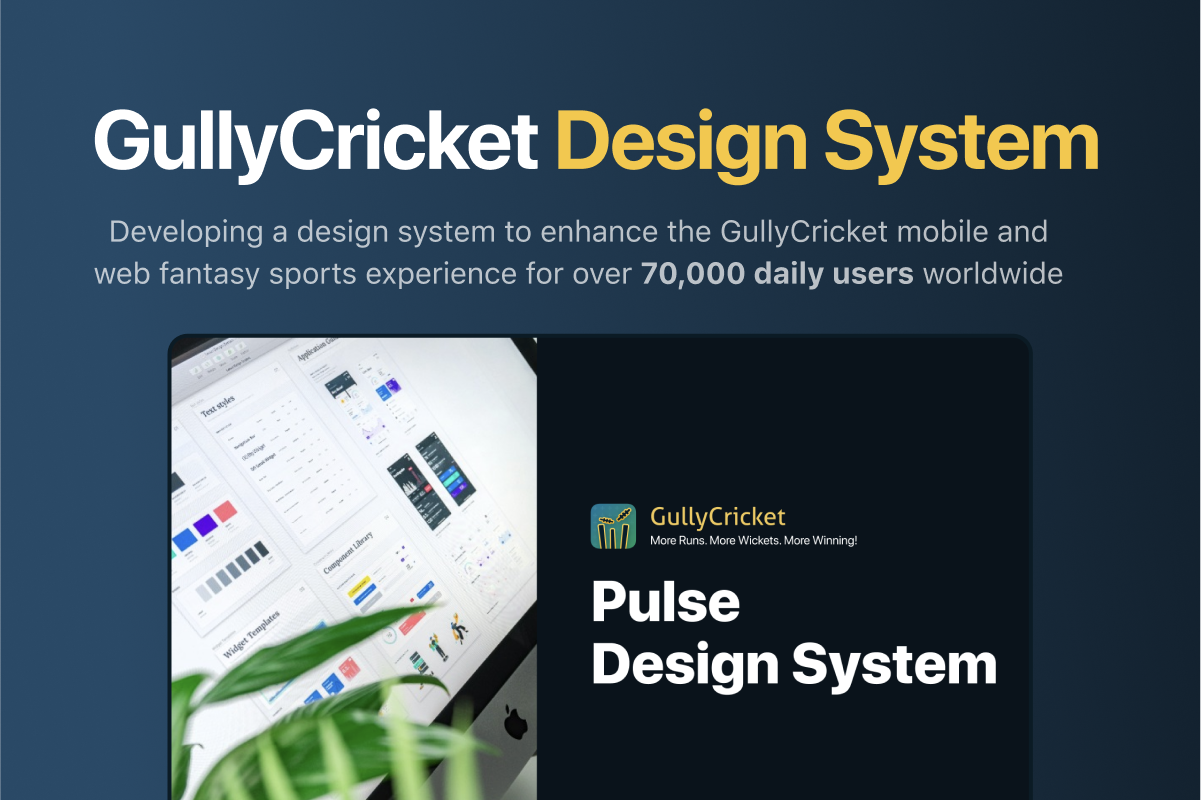 GullyCricket Design System
Developing a design system to enhance the GullyCricket mobile and
web fantasy sports experience for over 70,000 daily users worldwide
Application
Text styles
Component Library
Widget Templates
GullyCricket
More Runs. More Wickets. More Winning!
Pulse
Design System